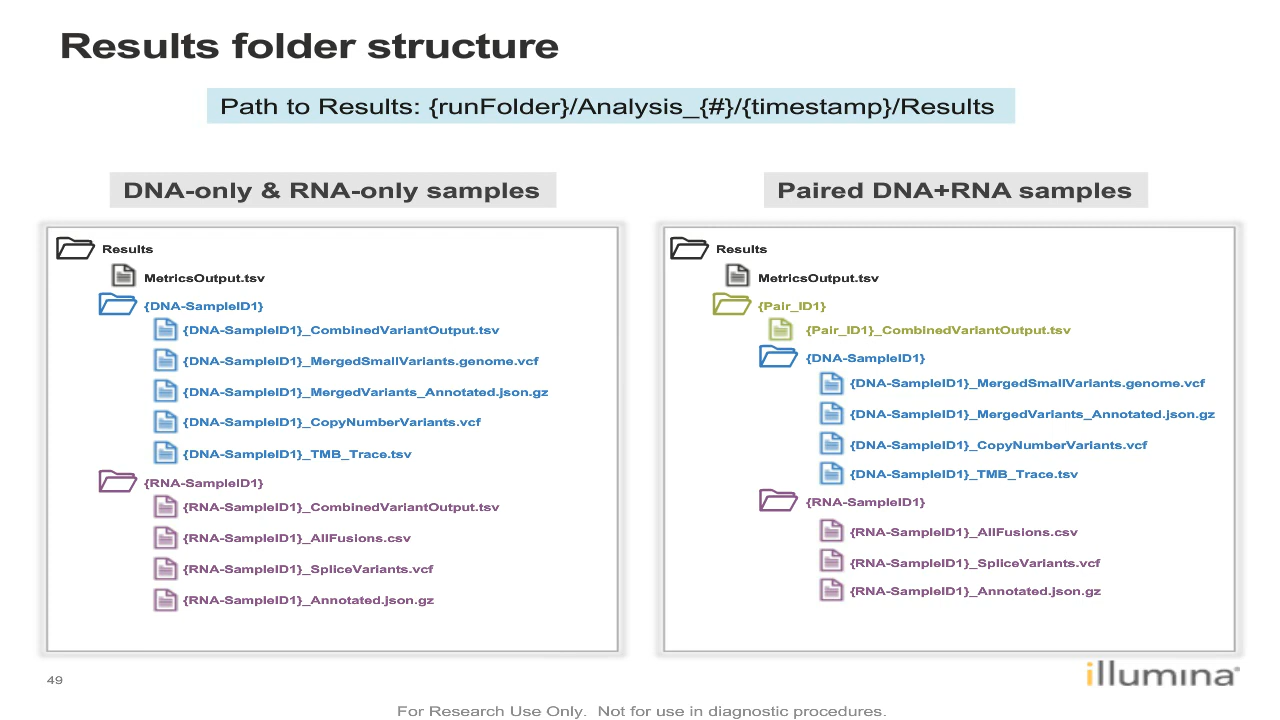 Results folder structure
Path to Results: {runFolder}/Analysis_{#}/{timestamp}/Results
DNA-only & RNA-only samples
Results
MetricsOutput.tsv
{DNA-SampleID1}
{DNA-SampleID1}_CombinedVariantOutput.tsv
{DNA-SampleID1}_MergedSmallVariants.genome.vcf
{DNA-SampleID1}_MergedVariants_Annotated.json.gz
{DNA-SampleID1}_CopyNumberVariants.vcf
{DNA-SampleID1}_TMB_Trace.tsv
{RNA-SampleID1}
{RNA-SampleID1}_CombinedVariantOutput.tsv
{RNA-SampleID1}_AllFusions.csv
{RNA-SampleID1}_SpliceVariants.vcf
{RNA-SampleID1}_Annotated.json.gz
Paired DNA+RNA samples
Results
MetricsOutput.tsv
{Pair_ID1}
{Pair_ID1}_CombinedVariantOutput.tsv
{DNA-SampleID1}
{DNA-SampleID1}_MergedSmallVariants.genome.vcf
{DNA-SampleID1}_MergedVariants_Annotated.json.gz
{DNA-SampleID1}_CopyNumberVariants.vcf
{DNA-SampleID1}_TMB_Trace.tsv
{RNA-SampleID1}
{RNA-SampleID1}_AllFusions.csv
{RNA-SampleID1}_SpliceVariants.vcf
{RNA-SampleID1}_Annotated.json.gz
49
illumina®
For Research Use Only. Not for use in diagnostic procedures.